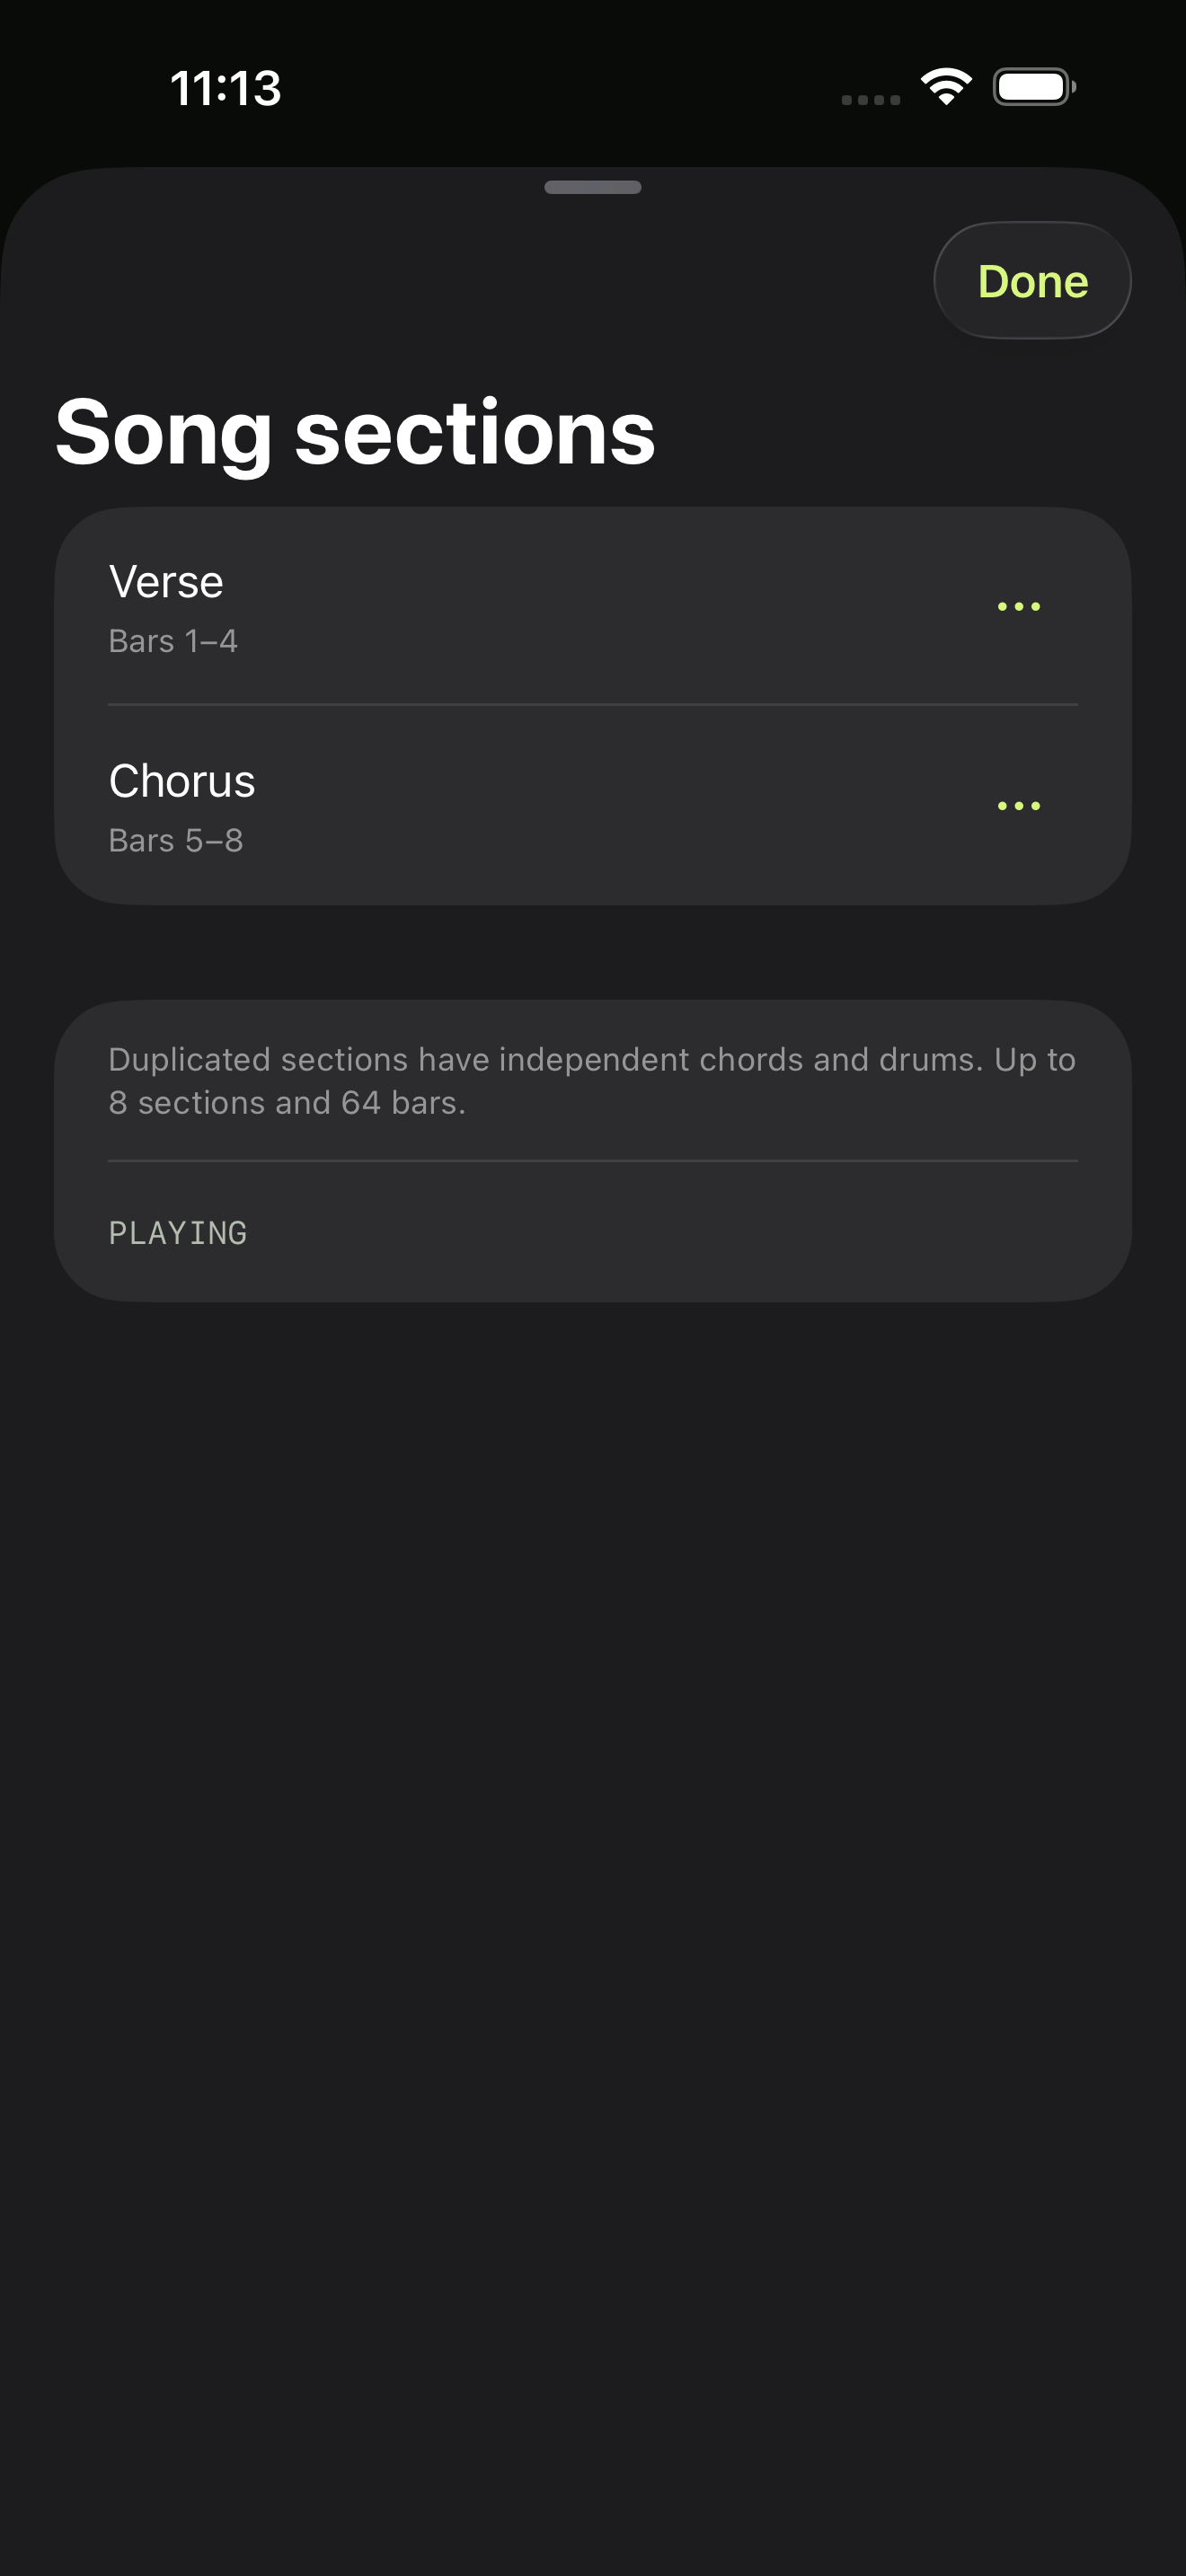 11:13
Done
Song sections
Verse
Bars 1–4
Chorus
Bars 5–8
Duplicated sections have independent chords and drums. Up to
8 sections and 64 bars.
PLAYING